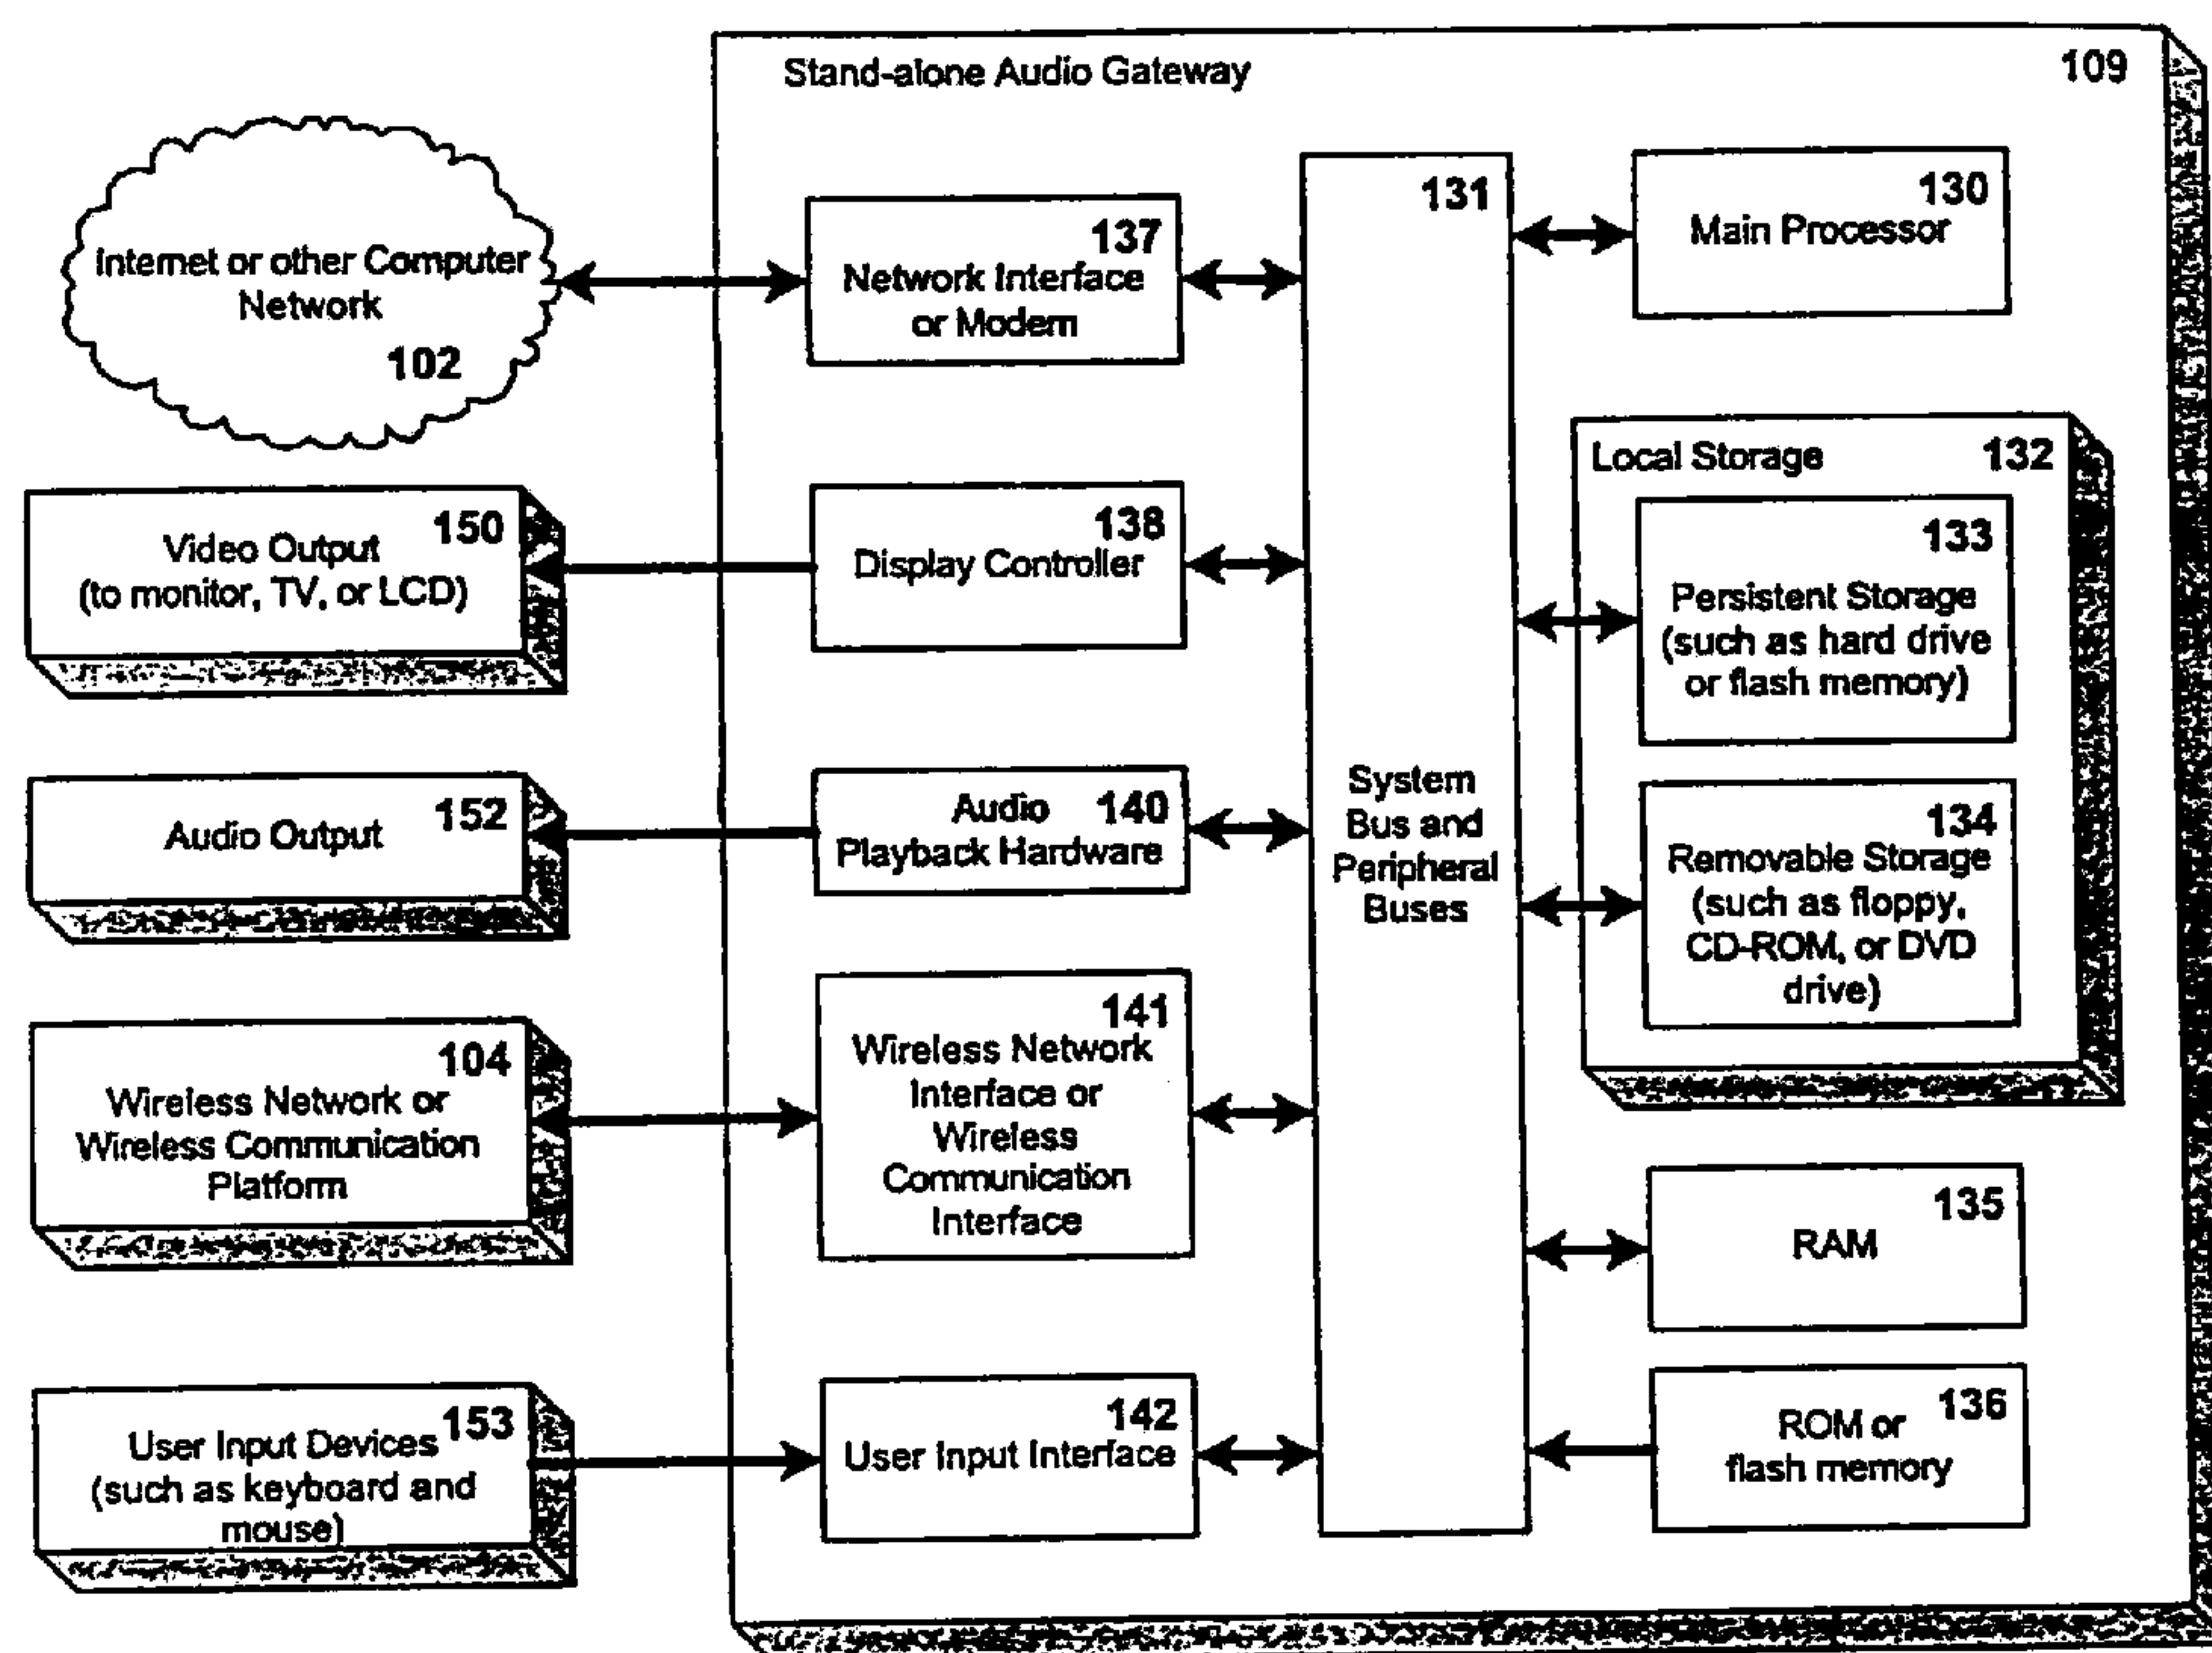 Stand-alone Audio Gateway
109
Internet or other Computer
Network
102
137
Network Interface
or Modem
131
System
Bus and
Peripheral
Buses
130
Main Processor
Local Storage
132
133
Persistent Storage
(such as hard drive
or flash memory)
134
Removable Storage
(such as floppy,
CD-ROM, or DVD
drive)
150
Video Output
(to monitor, TV, or LCD)
138
Display Controller
152
Audio Output
Audio 140
Playback Hardware
104
Wireless Network or
Wireless Communication
Platform
141
Wireless Network
Interface or
Wireless
Communication
Interface
135
RAM
153
User Input Devices
(such as keyboard and
mouse)
142
User Input Interface
136
ROM or
flash memory